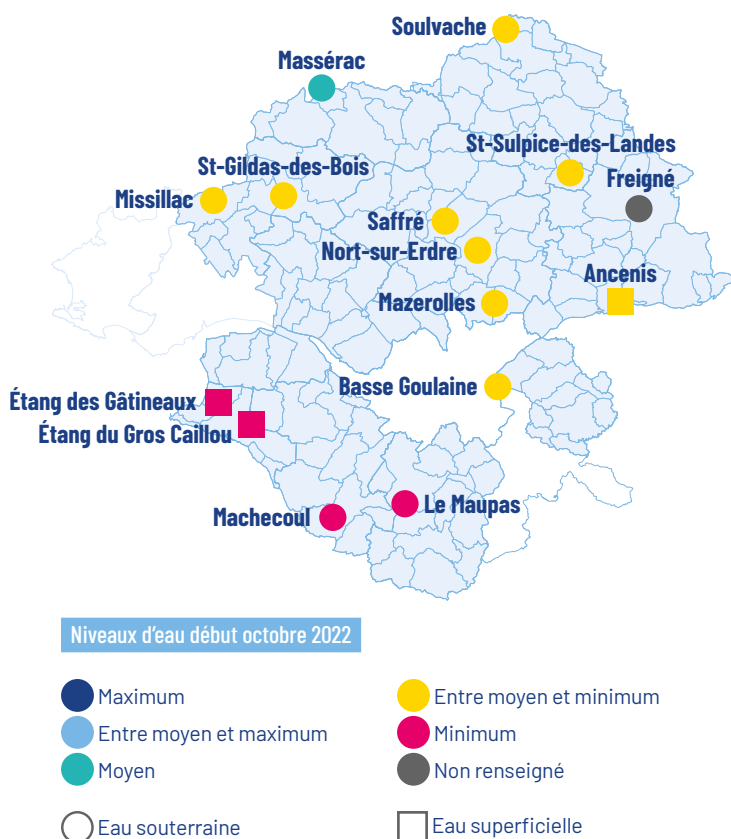 Soulvache
Massérac
St-Sulpice-des-Landes
St-Gildas-des-Bois
Freigné
Missillac
Saffré
Nort-sur-Erdre
Ancenis
Mazerolles
Basse Goulaine
Étang des Gâtineaux
Étang du Gros Caillou
Le Maupas
Machecoul
Niveaux d'eau début octobre 2022
Maximum
Entre moyen et maximum
Moyen
Entre moyen et minimum
Minimum
Non renseigné
Eau souterraine
Eau superficielle